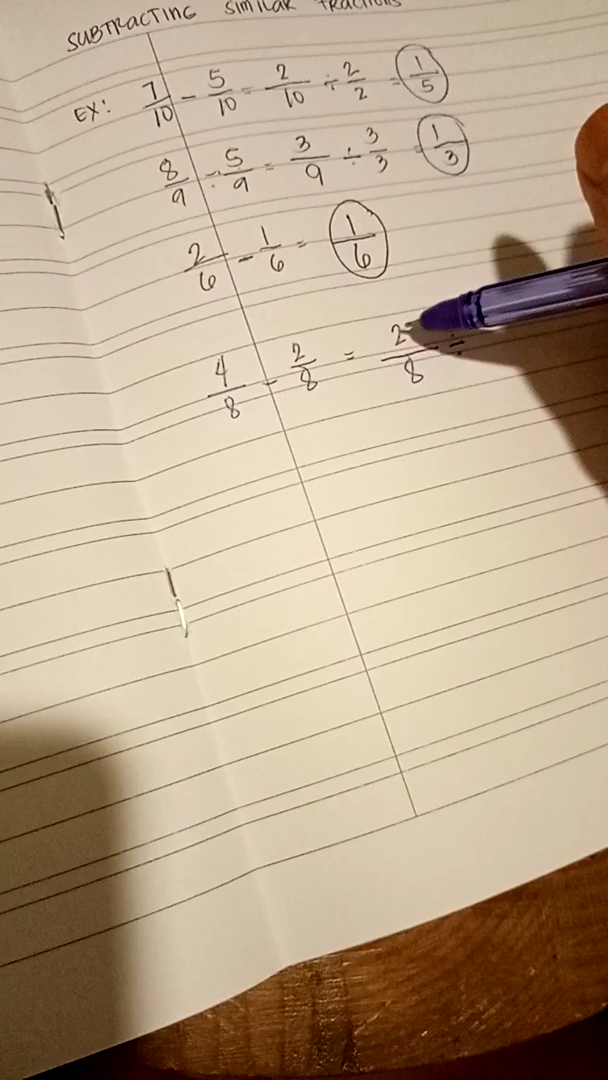 SUBTRACTING SIMILAR fractions
EX: 7/10 - 5/10 = 2/10 ÷ 2/2 = 1/5
8/9 - 5/9 = 3/9 ÷ 3/3 = 1/3
2/6 - 1/6 = 1/6
4/8 - 2/8 = 2/8 ÷